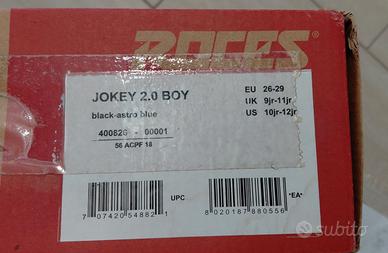 ROCES
JOKEY 2.0 BOY
black-astro blue
400826 - 00001
56 ACPF 18
EU 26-29
UK 9jr-11jr
US 10jr-12jr
UPC
*EA*
7 07420 54882 1
8 020187 880556
subito